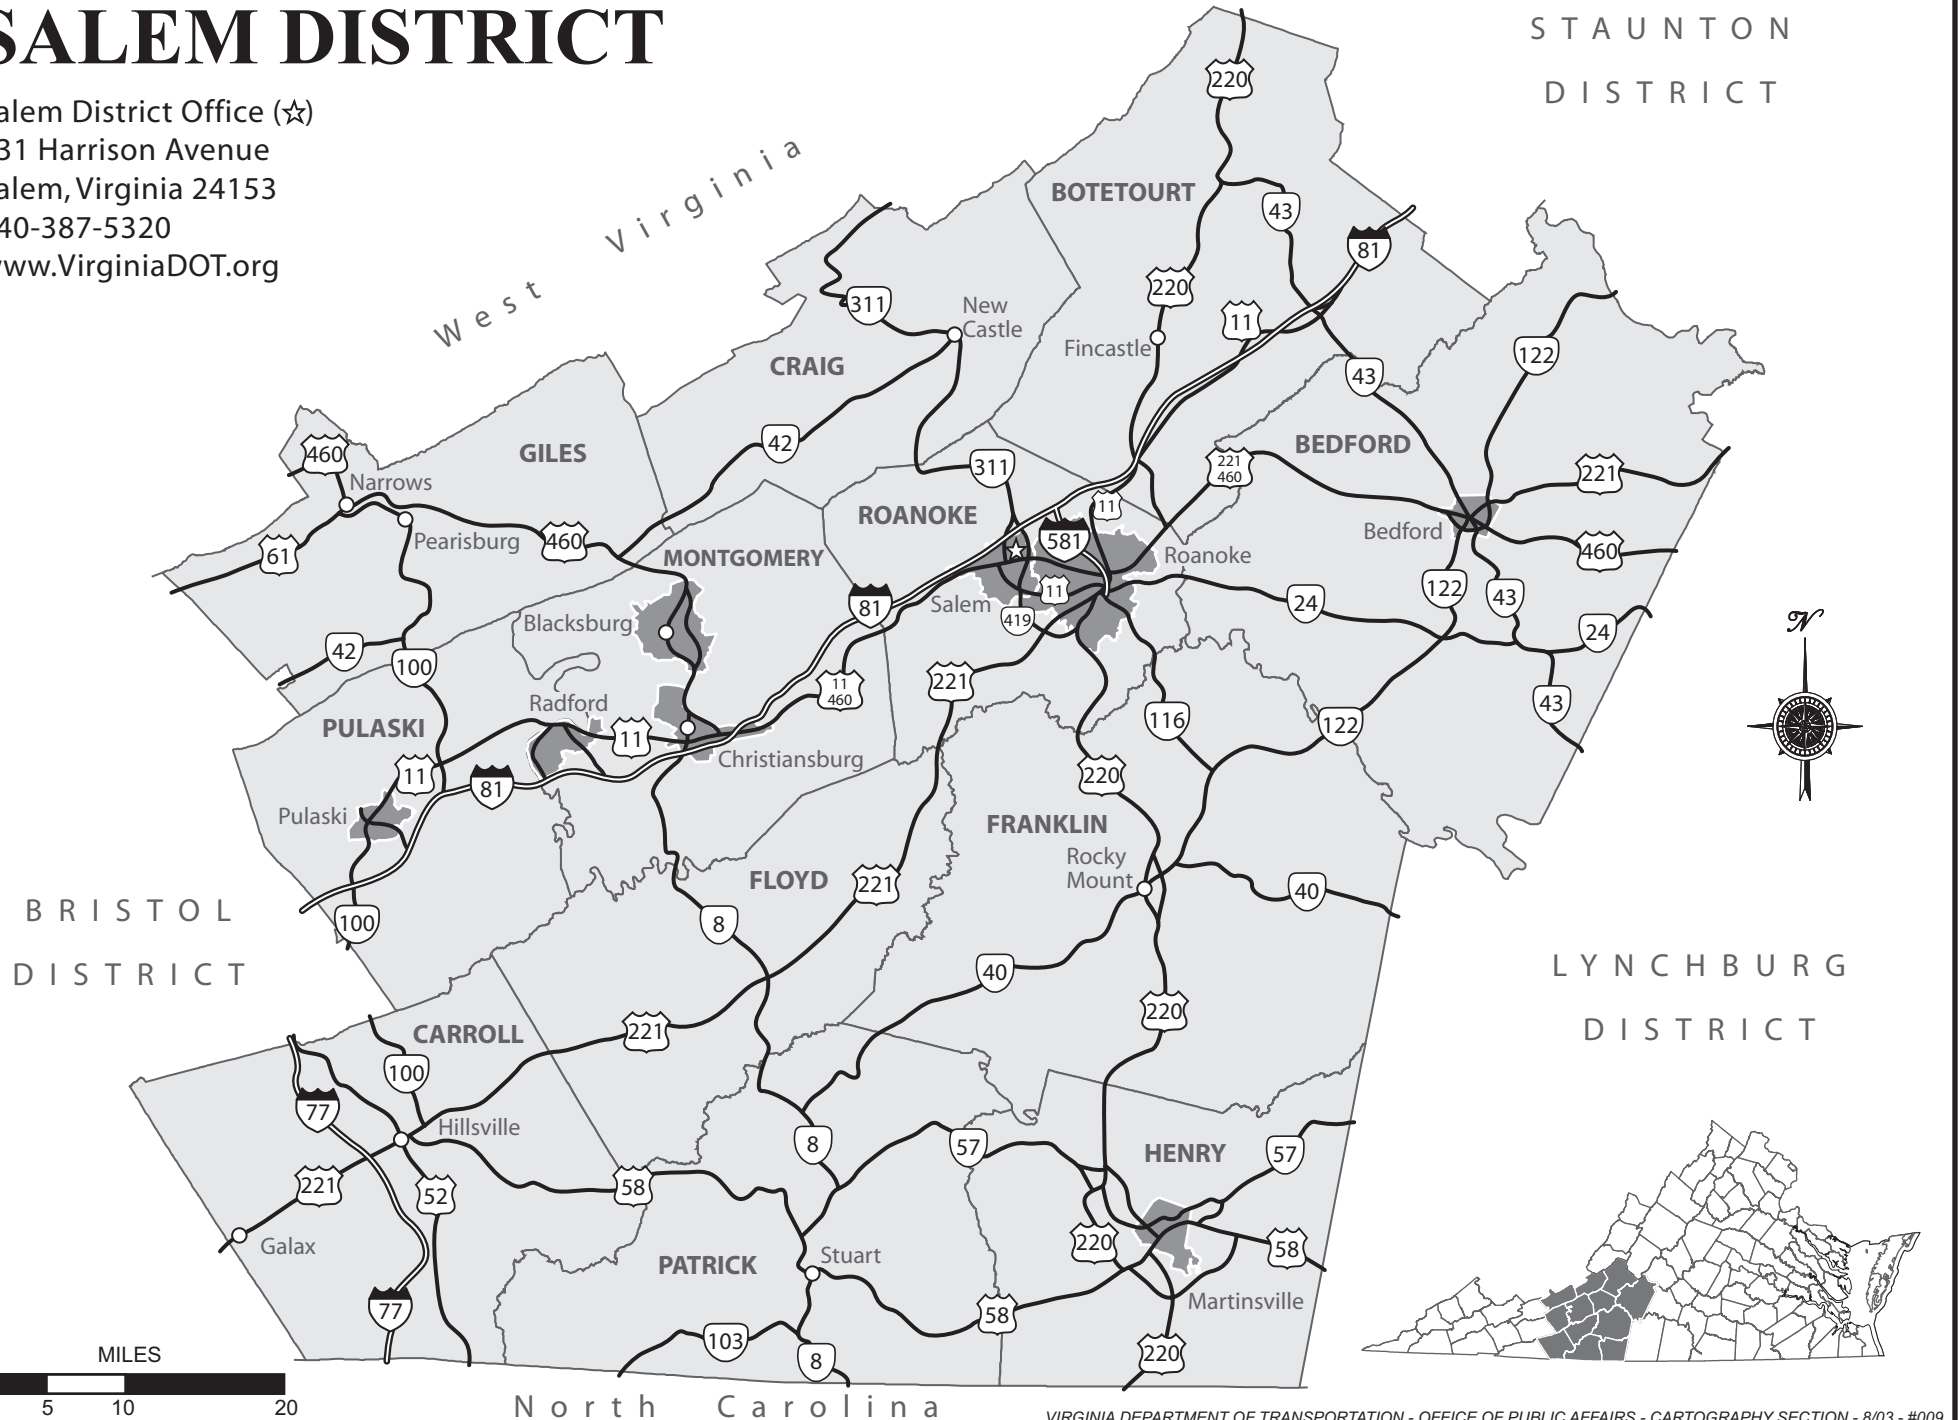 SALEM DISTRICT
alem District Office (☆)
31 Harrison Avenue
alem, Virginia 24153
40-387-5320
www.VirginiaDOT.org
STAUNTON
DISTRICT
West Virginia
220
BOTETOURT
43
81
311
New
Castle
220
11
Fincastle
122
CRAIG
43
GILES
42
BEDFORD
460
Narrows
311
221
460
221
ROANOKE
11
61
Pearisburg
460
MONTGOMERY
581
Roanoke
Bedford
460
Blacksburg
81
Salem
11
419
24
122
43
24
42
100
N
PULASKI
Radford
11
460
221
116
122
43
11
Christiansburg
11
81
220
Pulaski
FRANKLIN
Rocky
Mount
FLOYD
221
40
BRISTOL
DISTRICT
100
8
40
LYNCHBURG
DISTRICT
220
CARROLL
221
100
77
Hillsville
8
57
HENRY
57
221
58
52
Galax
220
58
PATRICK
Stuart
Martinsville
77
58
103
8
220
MILES
5 10 20
North Carolina
VIRGINIA DEPARTMENT OF TRANSPORTATION - OFFICE OF PUBLIC AFFAIRS - CARTOGRAPHY SECTION - 8/03 - #009